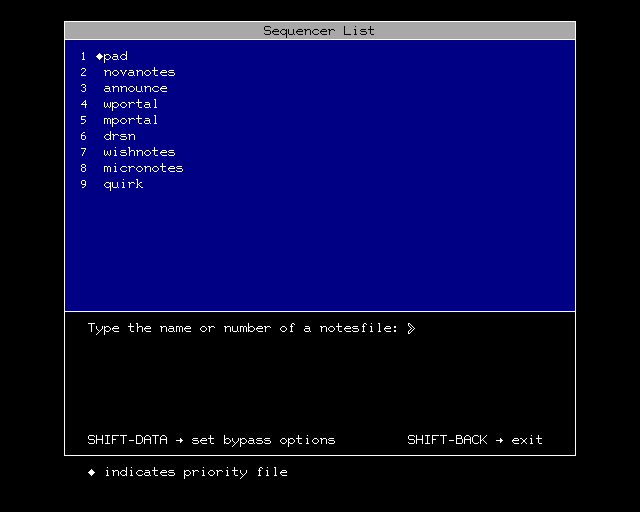 Sequencer List
1 ◆pad
2 novanotes
3 announce
4 wportal
5 mportal
6 drsn
7 wishnotes
8 micronotes
9 quirk
Type the name or number of a notesfile: >
SHIFT-DATA → set bypass options SHIFT-BACK → exit
◆ indicates priority file